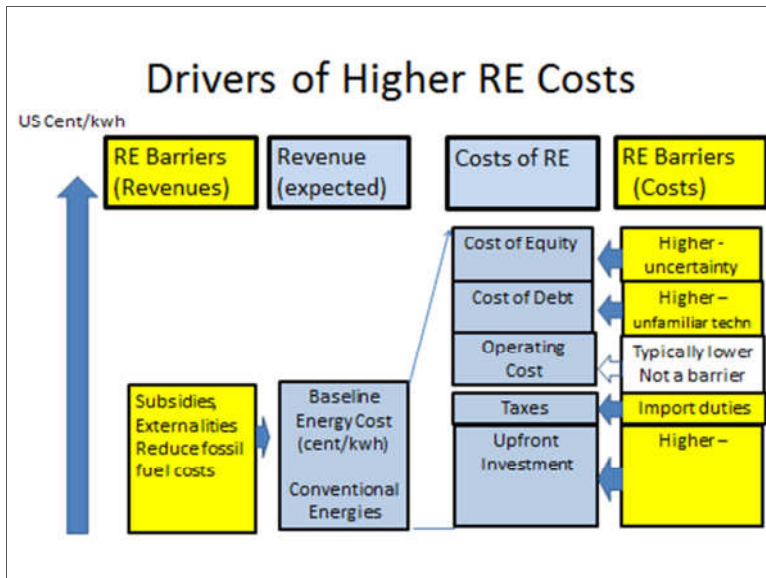 Drivers of Higher RE Costs
US Cent/kwh
RE Barriers
(Revenues)
Revenue
(expected)
Costs of RE
RE Barriers
(Costs)
Cost of Equity
Higher -
uncertainty
Cost of Debt
Higher –
unfamiliar techn
Operating
Cost
Typically lower
Not a barrier
Subsidies,
Externalities
Reduce fossil
fuel costs
Baseline
Energy Cost
(cent/kwh)
Conventional
Energies
Taxes
Import duties
Upfront
Investment
Higher –